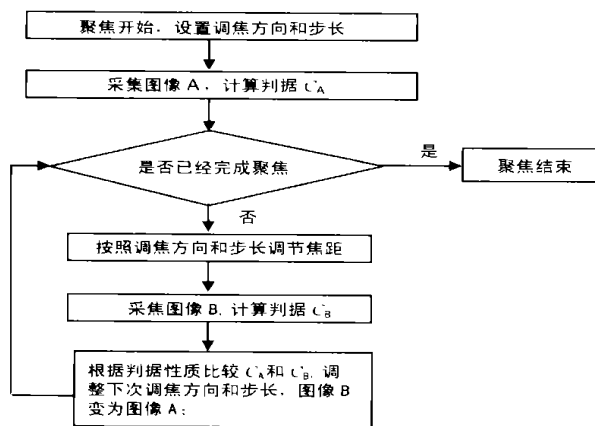 聚焦开始，设置调焦方向和步长
采集图像 A，计算判据 C_A
是否已经完成聚焦
是
聚焦结束
否
按照调焦方向和步长调节焦距
采焦图像 B，计算判据 C_B
根据判据性质比较 C_A和 C_B，调
整下次调焦方向和步长，图像 B
变为图像 A；